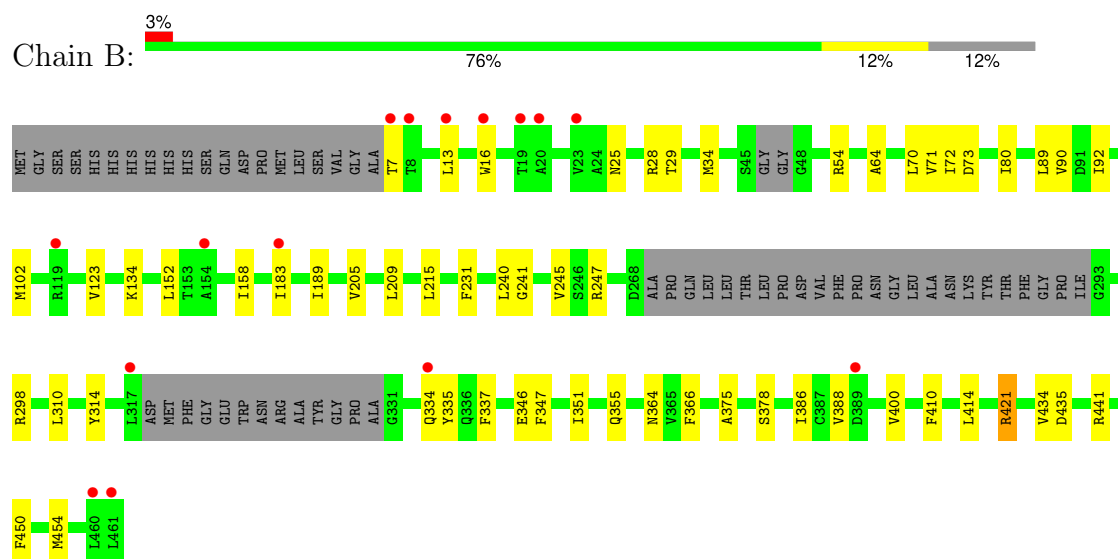 3%
Chain B:
76% 12% 12%
MET GLY SER SER HIS HIS HIS HIS HIS HIS SER GLN ASP PRO MET LEU SER VAL GLY ALA T7 T8 L13 W16 T19 A20 V23 A24 N25 R28 T29 M34 S45 GLY GLY G48 R54 A64 L70 V71 I72 D73 I80 L89 V90 D91 I92
M102 R119 V123 K134 L152 T153 A154 I158 I183 I189 V205 L209 L215 F231 L240 G241 V245 S246 R247 D268 ALA PRO GLN LEU LEU THR LEU PRO ASP VAL PHE PRO ASN GLY LEU ALA ASN LYS TYR THR PHE GLY PRO ILE G293
R298 L310 Y314 L317 ASP MET PHE GLY GLU TRP ASN ARG ALA TYR GLY PRO ALA G331 Q334 Y335 Q336 F337 E346 F347 I351 Q355 N364 V365 F366 A375 S378 I386 C387 V388 D389 V400 F410 L414 R421 V434 D435 R441
F450 M454 L460 L461